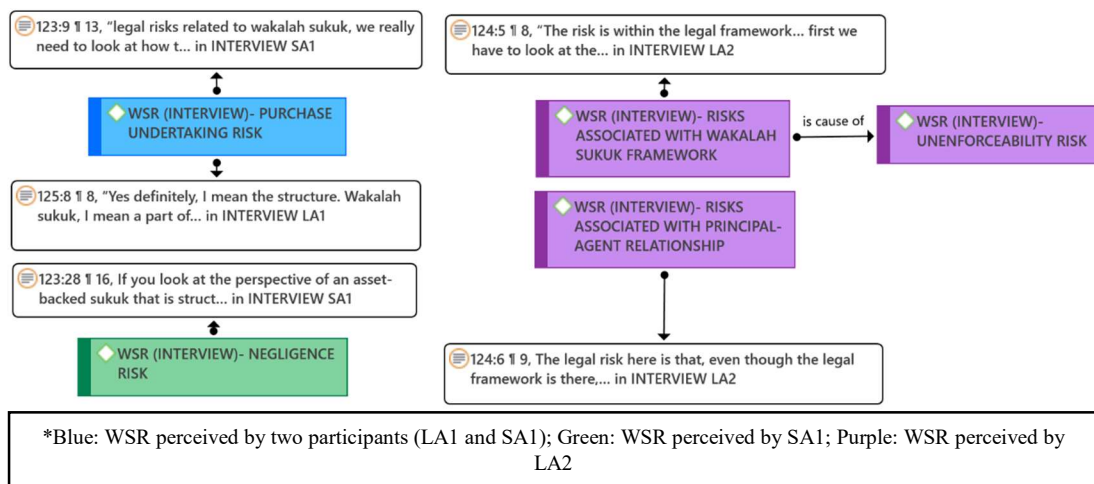 123:9 ¶ 13, “legal risks related to wakalah sukuk, we really
need to look at how t... in INTERVIEW SA1
WSR (INTERVIEW)- PURCHASE
UNDERTAKING RISK
125:8 ¶ 8, “Yes definitely, I mean the structure. Wakalah
sukuk, I mean a part of... in INTERVIEW LA1
123:28 ¶ 16, If you look at the perspective of an asset-
backed sukuk that is struct... in INTERVIEW SA1
WSR (INTERVIEW)- NEGLIGENCE
RISK
124:5 ¶ 8, “The risk is within the legal framework... first we
have to look at the... in INTERVIEW LA2
WSR (INTERVIEW)- RISKS
ASSOCIATED WITH WAKALAH
SUKUK FRAMEWORK
is cause of
WSR (INTERVIEW)-
UNENFORCEABILITY RISK
WSR (INTERVIEW)- RISKS
ASSOCIATED WITH PRINCIPAL-
AGENT RELATIONSHIP
124:6 ¶ 9, The legal risk here is that, even though the legal
framework is there,... in INTERVIEW LA2
*Blue: WSR perceived by two participants (LA1 and SA1); Green: WSR perceived by SA1; Purple: WSR perceived by
LA2